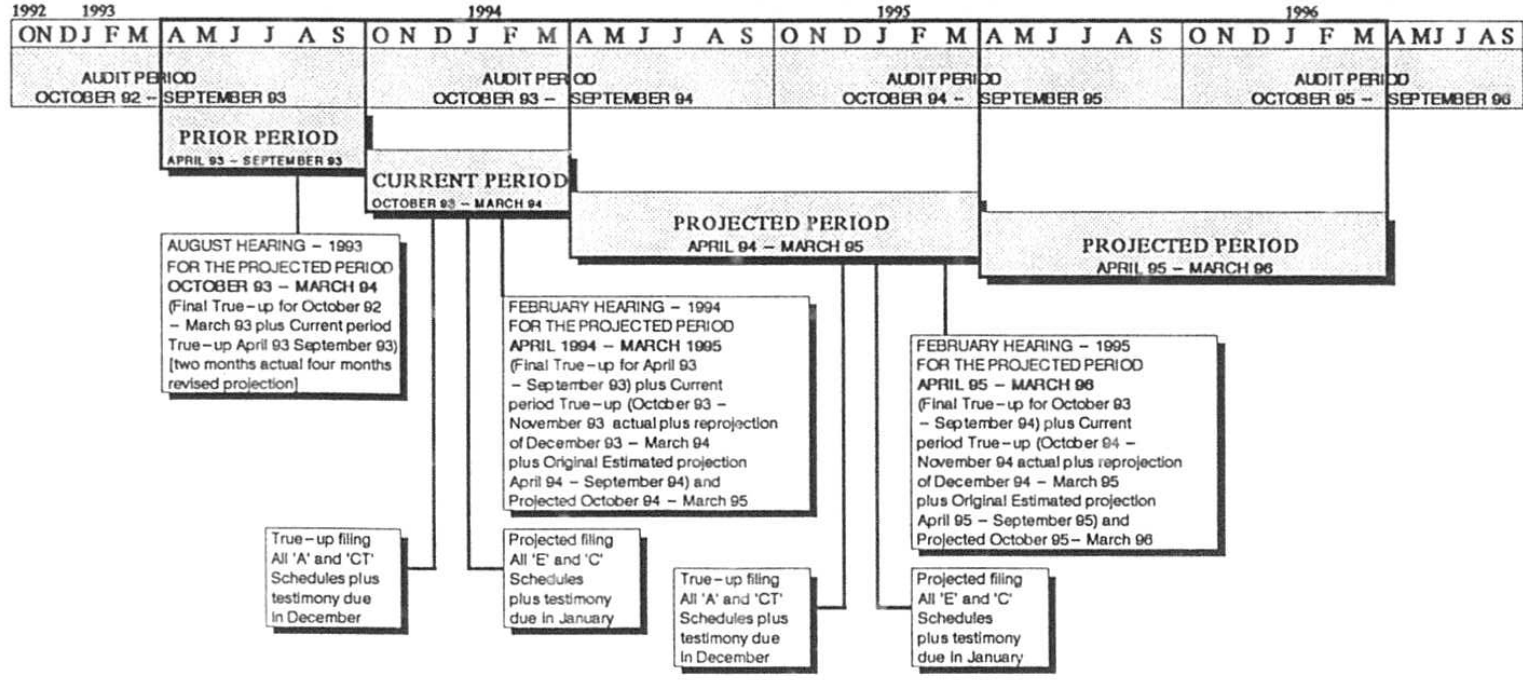 1992 1993 1994 1995 1996
O N D J F M A M J J A S O N D J F M A M J J A S O N D J F M A M J J A S O N D J F M A M J J A S
AUDIT PERIOD
OCTOBER 92 – SEPTEMBER 93
AUDIT PERIOD
OCTOBER 93 – SEPTEMBER 94
AUDIT PERIOD
OCTOBER 94 – SEPTEMBER 95
AUDIT PERIOD
OCTOBER 95 – SEPTEMBER 96
PRIOR PERIOD
APRIL 93 – SEPTEMBER 93
CURRENT PERIOD
OCTOBER 93 – MARCH 94
PROJECTED PERIOD
APRIL 94 – MARCH 95
PROJECTED PERIOD
APRIL 95 – MARCH 96
AUGUST HEARING – 1993
FOR THE PROJECTED PERIOD
OCTOBER 93 – MARCH 94
(Final True-up for October 92
– March 93 plus Current period
True-up April 93 September 93)
[two months actual four months
revised projection]
FEBRUARY HEARING – 1994
FOR THE PROJECTED PERIOD
APRIL 1994 – MARCH 1995
(Final True-up for April 93
– September 93) plus Current
period True-up (October 93 –
November 93 actual plus reprojection
of December 93 – March 94
plus Original Estimated projection
April 94 – September 94) and
Projected October 94 – March 95
FEBRUARY HEARING – 1995
FOR THE PROJECTED PERIOD
APRIL 95 – MARCH 96
(Final True-up for October 93
– September 94) plus Current
period True-up (October 94 –
November 94 actual plus reprojection
of December 94 – March 95
plus Original Estimated projection
April 95 – September 95) and
Projected October 95 – March 96
True-up filing
All 'A' and 'CT'
Schedules plus
testimony due
In December
Projected filing
All 'E' and 'C'
Schedules
plus testimony
due In January
True-up filing
All 'A' and 'CT'
Schedules plus
testimony due
In December
Projected filing
All 'E' and 'C'
Schedules
plus testimony
due In January